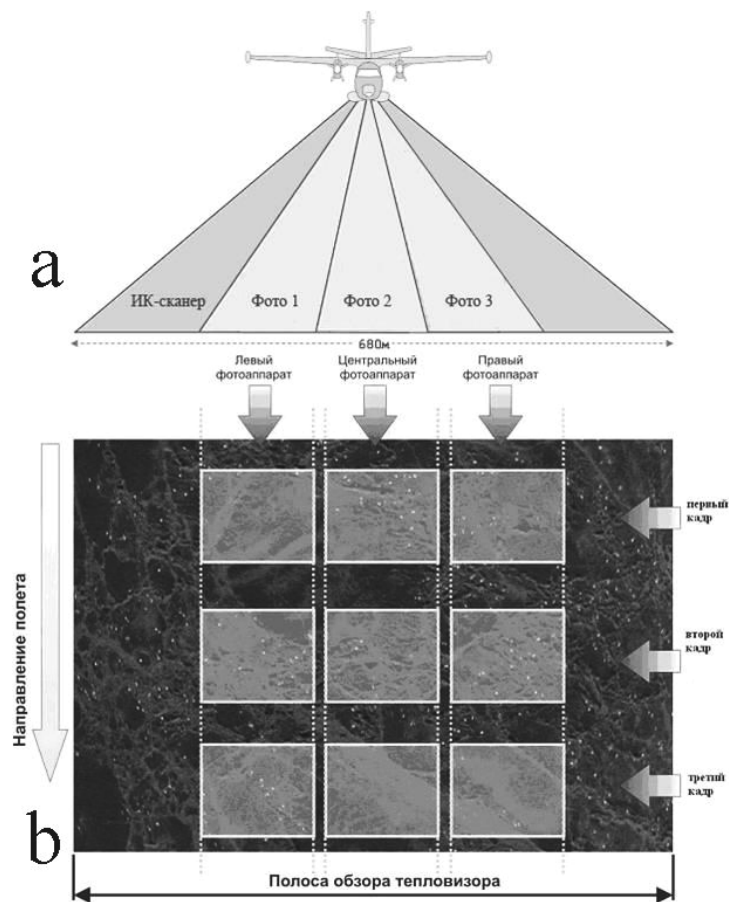 a
ИК-сканер
Фото 1
Фото 2
Фото 3
680м
Левый
фотоаппарат
Центральный
фотоаппарат
Правый
фотоаппарат
первый
кадр
второй
кадр
третий
кадр
Направление полета
b
Полоса обзора тепловизора